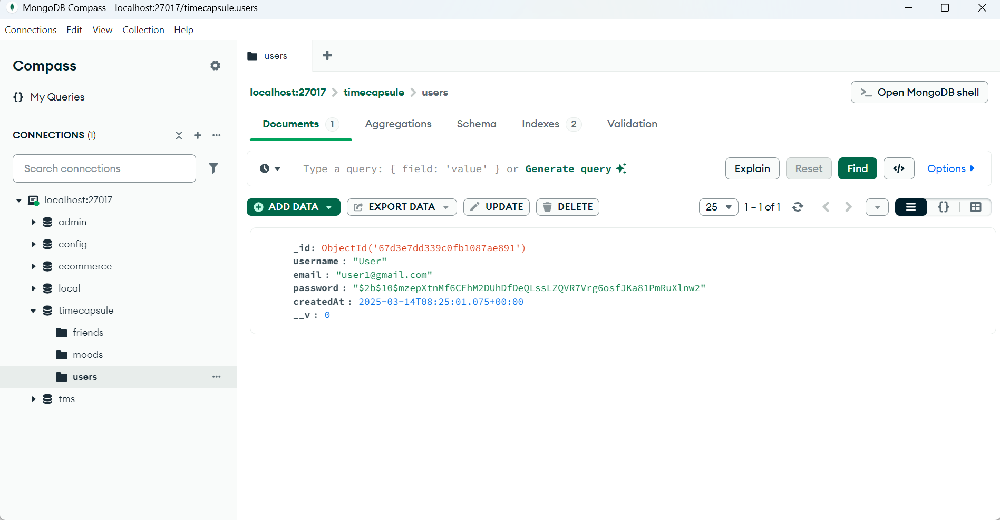 MongoDB Compass - localhost:27017/timecapsule.users
Connections Edit View Collection Help
Compass
{} My Queries
CONNECTIONS (1)
Search connections
localhost:27017
admin
config
ecommerce
local
timecapsule
friends
moods
users
tms
users
localhost:27017 > timecapsule > users
>_ Open MongoDB shell
Documents 1 Aggregations Schema Indexes 2 Validation
Type a query: { field: 'value' } or Generate query
Explain Reset Find </> Options
ADD DATA EXPORT DATA UPDATE DELETE
25 1 – 1 of 1 {}
_id: ObjectId('67d3e7dd339c0fb1087ae891')
username : "User"
email : "user1@gmail.com"
password : "$2b$10$mzepXtnMf6CFhM2DUhDfDeQLssLZQVR7Vrg6osfJKa81PmRuXlnw2"
createdAt : 2025-03-14T08:25:01.075+00:00
__v : 0